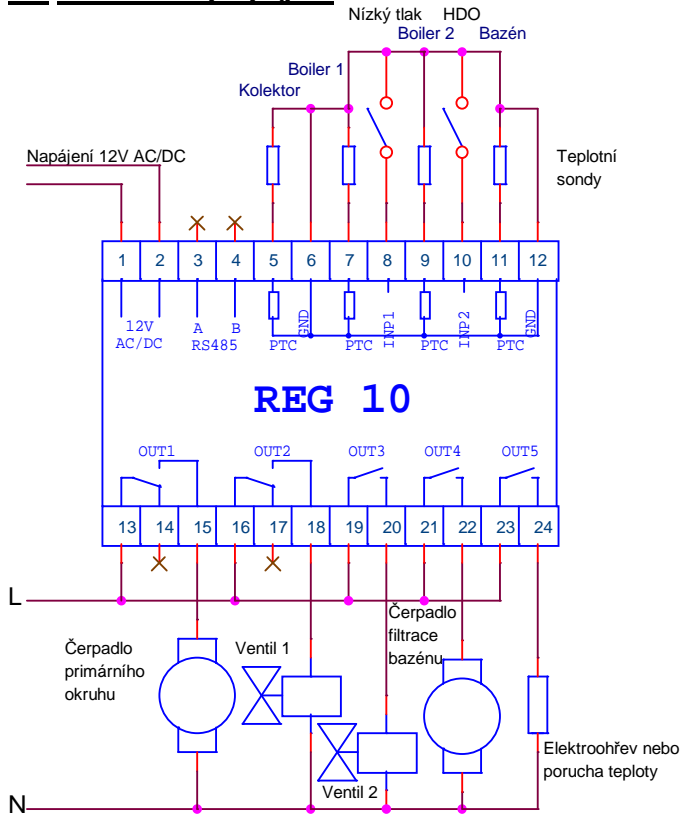 Nízký tlak HDO
Boiler 2 Bazén
Boiler 1
Kolektor
Napájení 12V AC/DC
Teplotní
sondy
1 2 3 4 5 6 7 8 9 10 11 12
12V
AC/DC
A B
RS485
PTC
GND
PTC
INP1
PTC
INP2
PTC
GND
REG 10
OUT1 OUT2 OUT3 OUT4 OUT5
13 14 15 16 17 18 19 20 21 22 23 24
L
Čerpadlo
primárního
okruhu
Ventil 1
Čerpadlo
filtrace
bazénu
Ventil 2
Elektroohřev nebo
porucha teploty
N